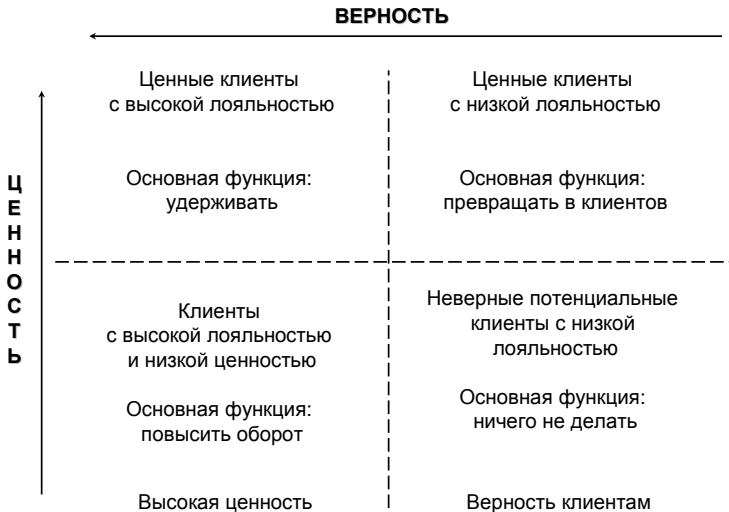 ВЕРНОСТЬ
ЦЕННОСТЬ
Ценные клиенты
с высокой лояльностью
Основная функция:
удерживать
Ценные клиенты
с низкой лояльностью
Основная функция:
превращать в клиентов
Клиенты
с высокой лояльностью
и низкой ценностью
Основная функция:
повысить оборот
Неверные потенциальные
клиенты с низкой
лояльностью
Основная функция:
ничего не делать
Высокая ценность
Верность клиентам